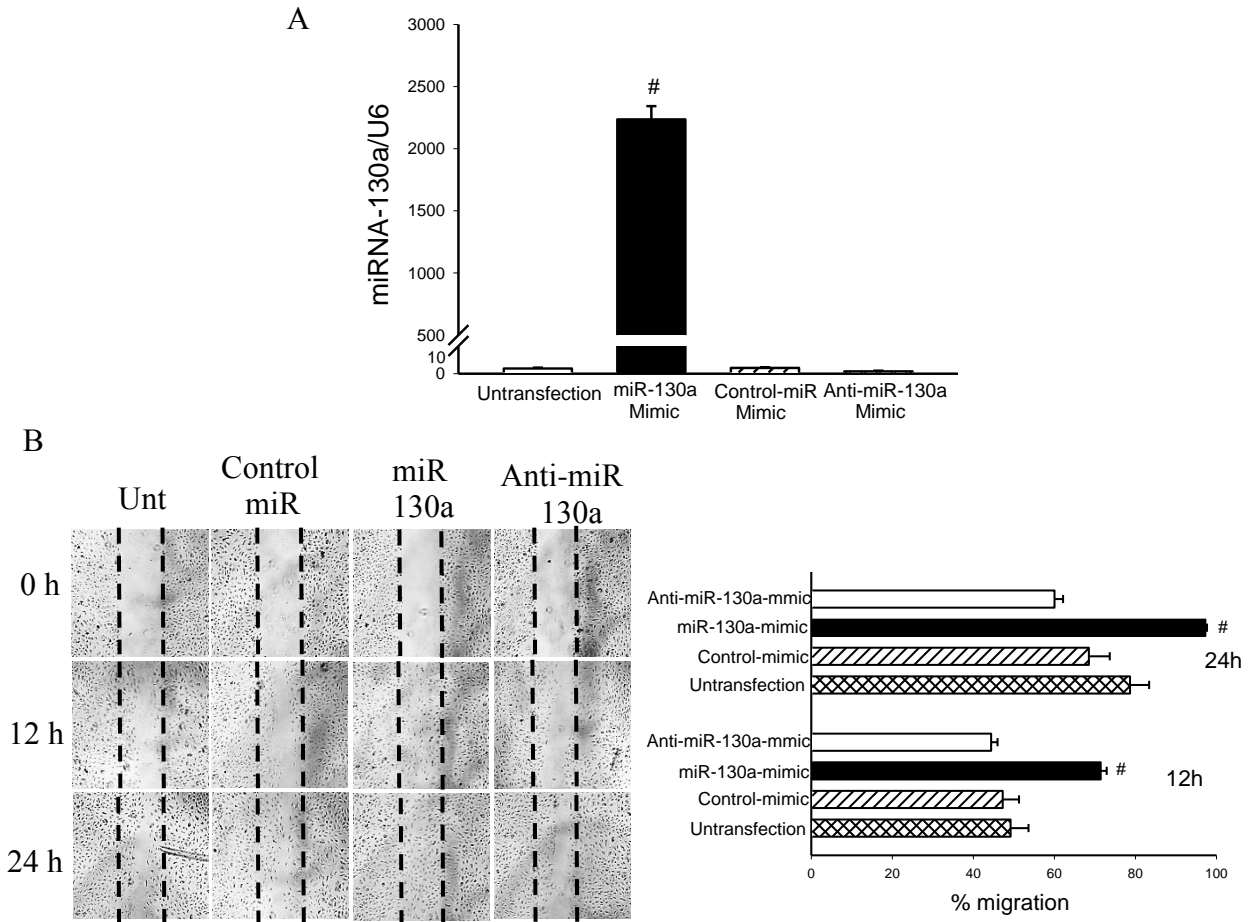 A
miRNA-130a/U6
3000
2500
2000
1500
1000
500
10
0
#
Untransfection
miR-130a
Mimic
Control-miR
Mimic
Anti-miR-130a
Mimic
B
Unt
Control
miR
miR
130a
Anti-miR
130a
0 h
12 h
24 h
Anti-miR-130a-mmic
miR-130a-mimic
#
Control-mimic
24h
Untransfection
Anti-miR-130a-mmic
miR-130a-mimic
#
12h
Control-mimic
Untransfection
0 20 40 60 80 100
% migration